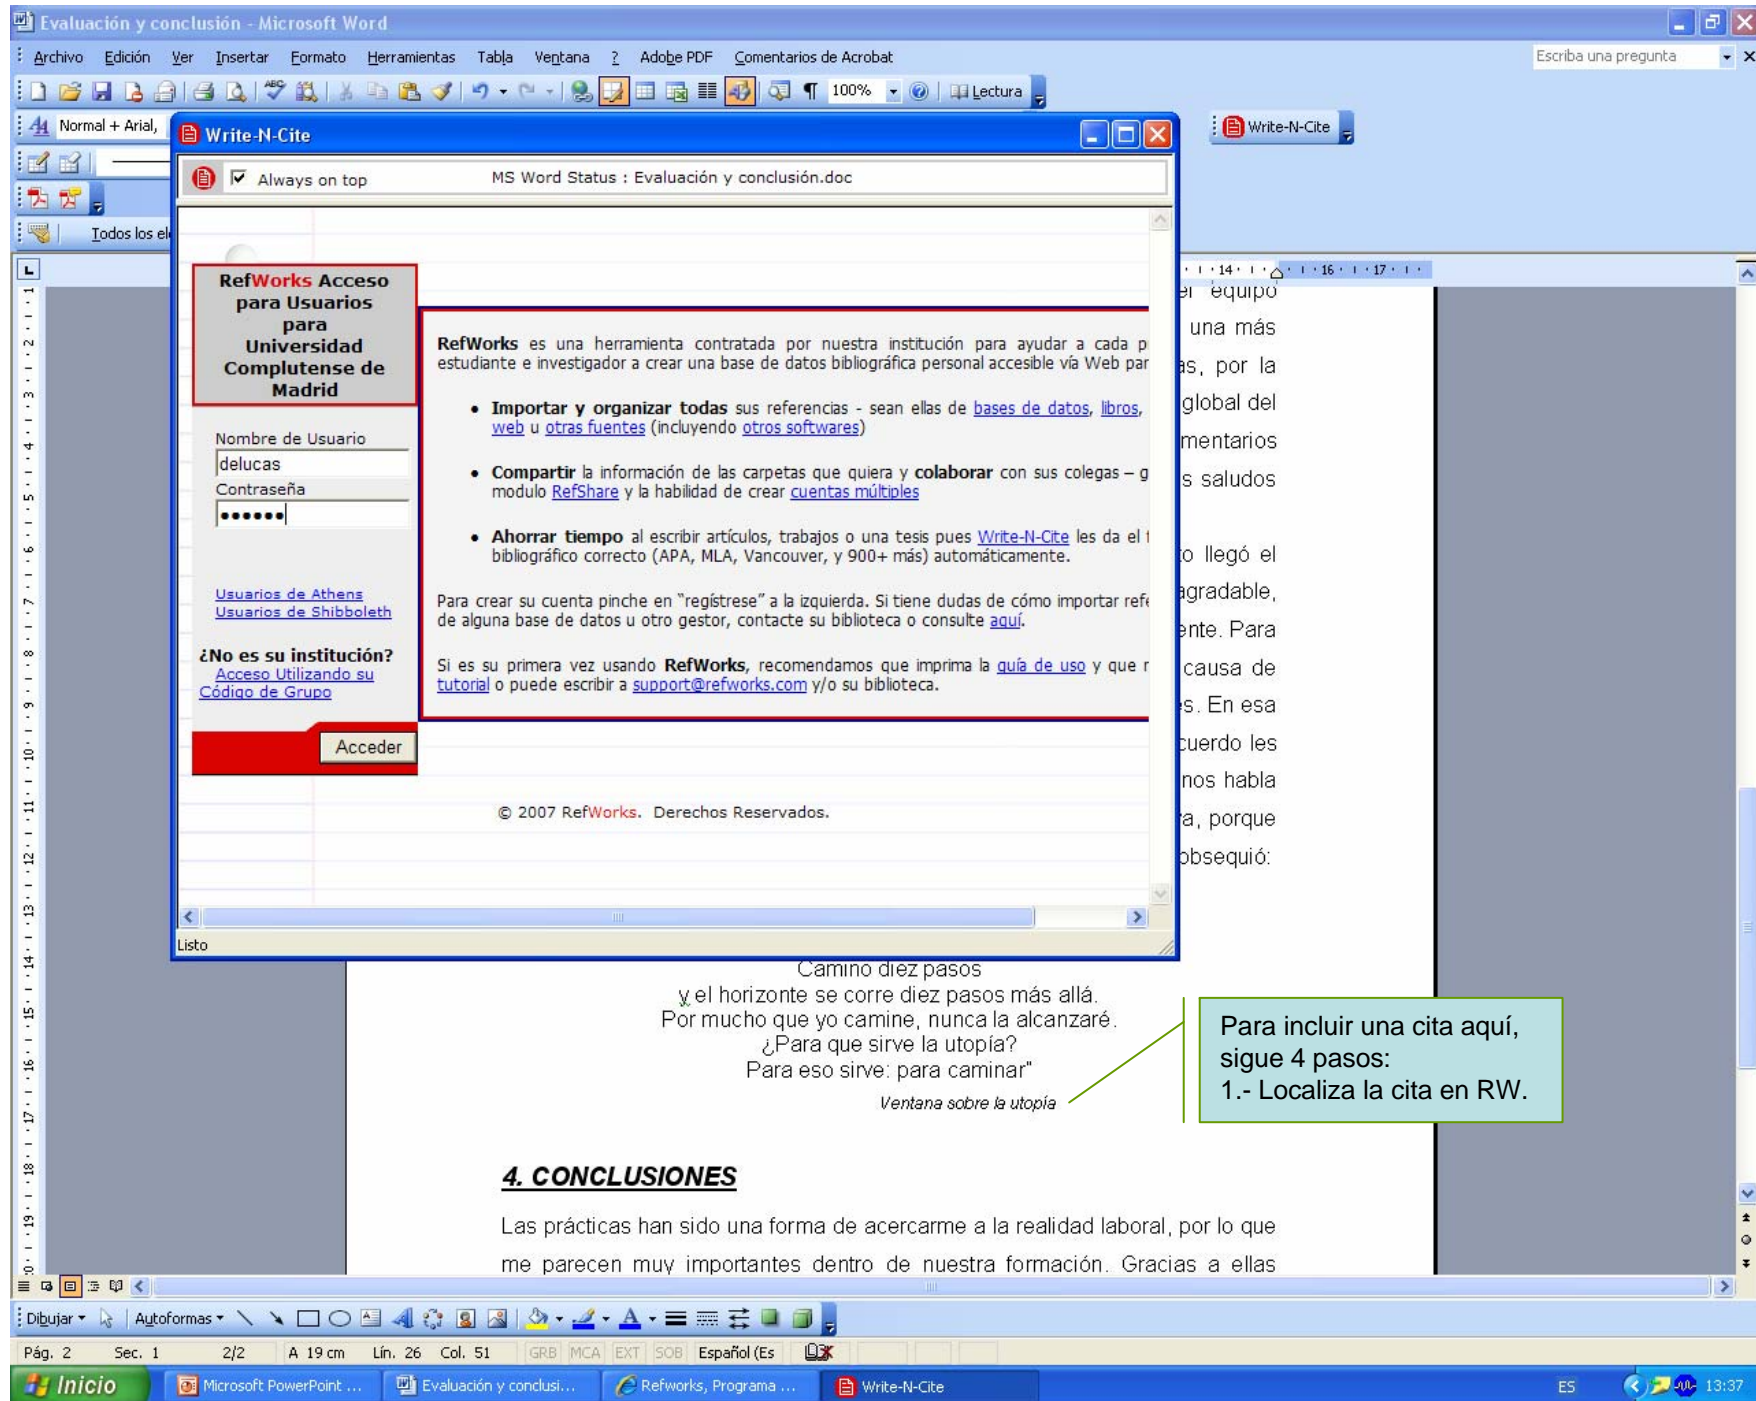 Evaluación y conclusión - Microsoft Word
Archivo Edición Ver Insertar Formato Herramientas Tabla Ventana ? Adobe PDF Comentarios de Acrobat Escriba una pregunta
100% Lectura
Normal + Arial, Write-N-Cite
Write-N-Cite
Always on top MS Word Status : Evaluación y conclusión.doc
Todos los el
14 16 17
RefWorks Acceso
para Usuarios
para
Universidad
Complutense de
Madrid
Nombre de Usuario
delucas
Contraseña
••••••
Usuarios de Athens
Usuarios de Shibboleth
¿No es su institución?
Acceso Utilizando su
Código de Grupo
Acceder
RefWorks es una herramienta contratada por nuestra institución para ayudar a cada p
estudiante e investigador a crear una base de datos bibliográfica personal accesible vía Web par
• Importar y organizar todas sus referencias - sean ellas de bases de datos, libros,
web u otras fuentes (incluyendo otros softwares)
• Compartir la información de las carpetas que quiera y colaborar con sus colegas – g
modulo RefShare y la habilidad de crear cuentas múltiples
• Ahorrar tiempo al escribir artículos, trabajos o una tesis pues Write-N-Cite les da el f
bibliográfico correcto (APA, MLA, Vancouver, y 900+ más) automáticamente.
Para crear su cuenta pinche en "regístrese" a la izquierda. Si tiene dudas de cómo importar refe
de alguna base de datos u otro gestor, contacte su biblioteca o consulte aquí.
Si es su primera vez usando RefWorks, recomendamos que imprima la guía de uso y que r
tutorial o puede escribir a support@refworks.com y/o su biblioteca.
© 2007 RefWorks. Derechos Reservados.
Listo
el equipo
una más
as, por la
global del
mentarios
s saludos
to llegó el
agradable,
ente. Para
causa de
s. En esa
cuerdo les
nos habla
va, porque
obsequió:
Camino diez pasos
y el horizonte se corre diez pasos más allá.
Por mucho que yo camine, nunca la alcanzaré.
¿Para que sirve la utopía?
Para eso sirve: para caminar"
Ventana sobre la utopía
Para incluir una cita aquí,
sigue 4 pasos:
1.- Localiza la cita en RW.
4. CONCLUSIONES
Las prácticas han sido una forma de acercarme a la realidad laboral, por lo que
me parecen muy importantes dentro de nuestra formación. Gracias a ellas
Dibujar Autoformas
Pág. 2 Sec. 1 2/2 A 19 cm Lín. 26 Col. 51 GRB MCA EXT SOB Español (Es
Inicio Microsoft PowerPoint ... Evaluación y conclusi... Refworks, Programa ... Write-N-Cite ES 13:37